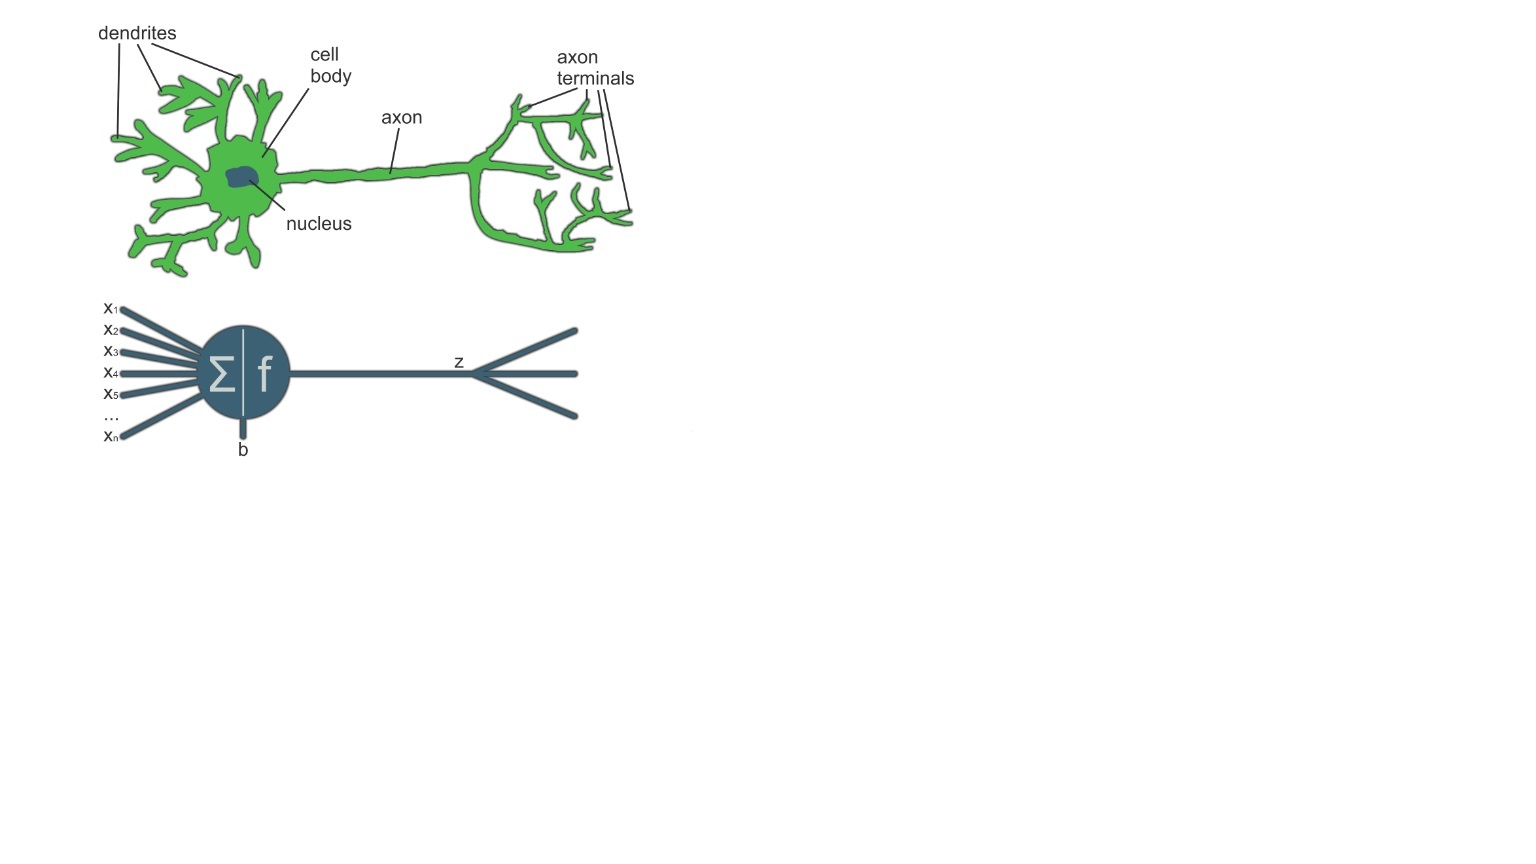 dendrites
cell
body
axon
terminals
axon
nucleus
x₁
x₂
x₃
x₄
x₅
...
xₙ
Σ f
z
b